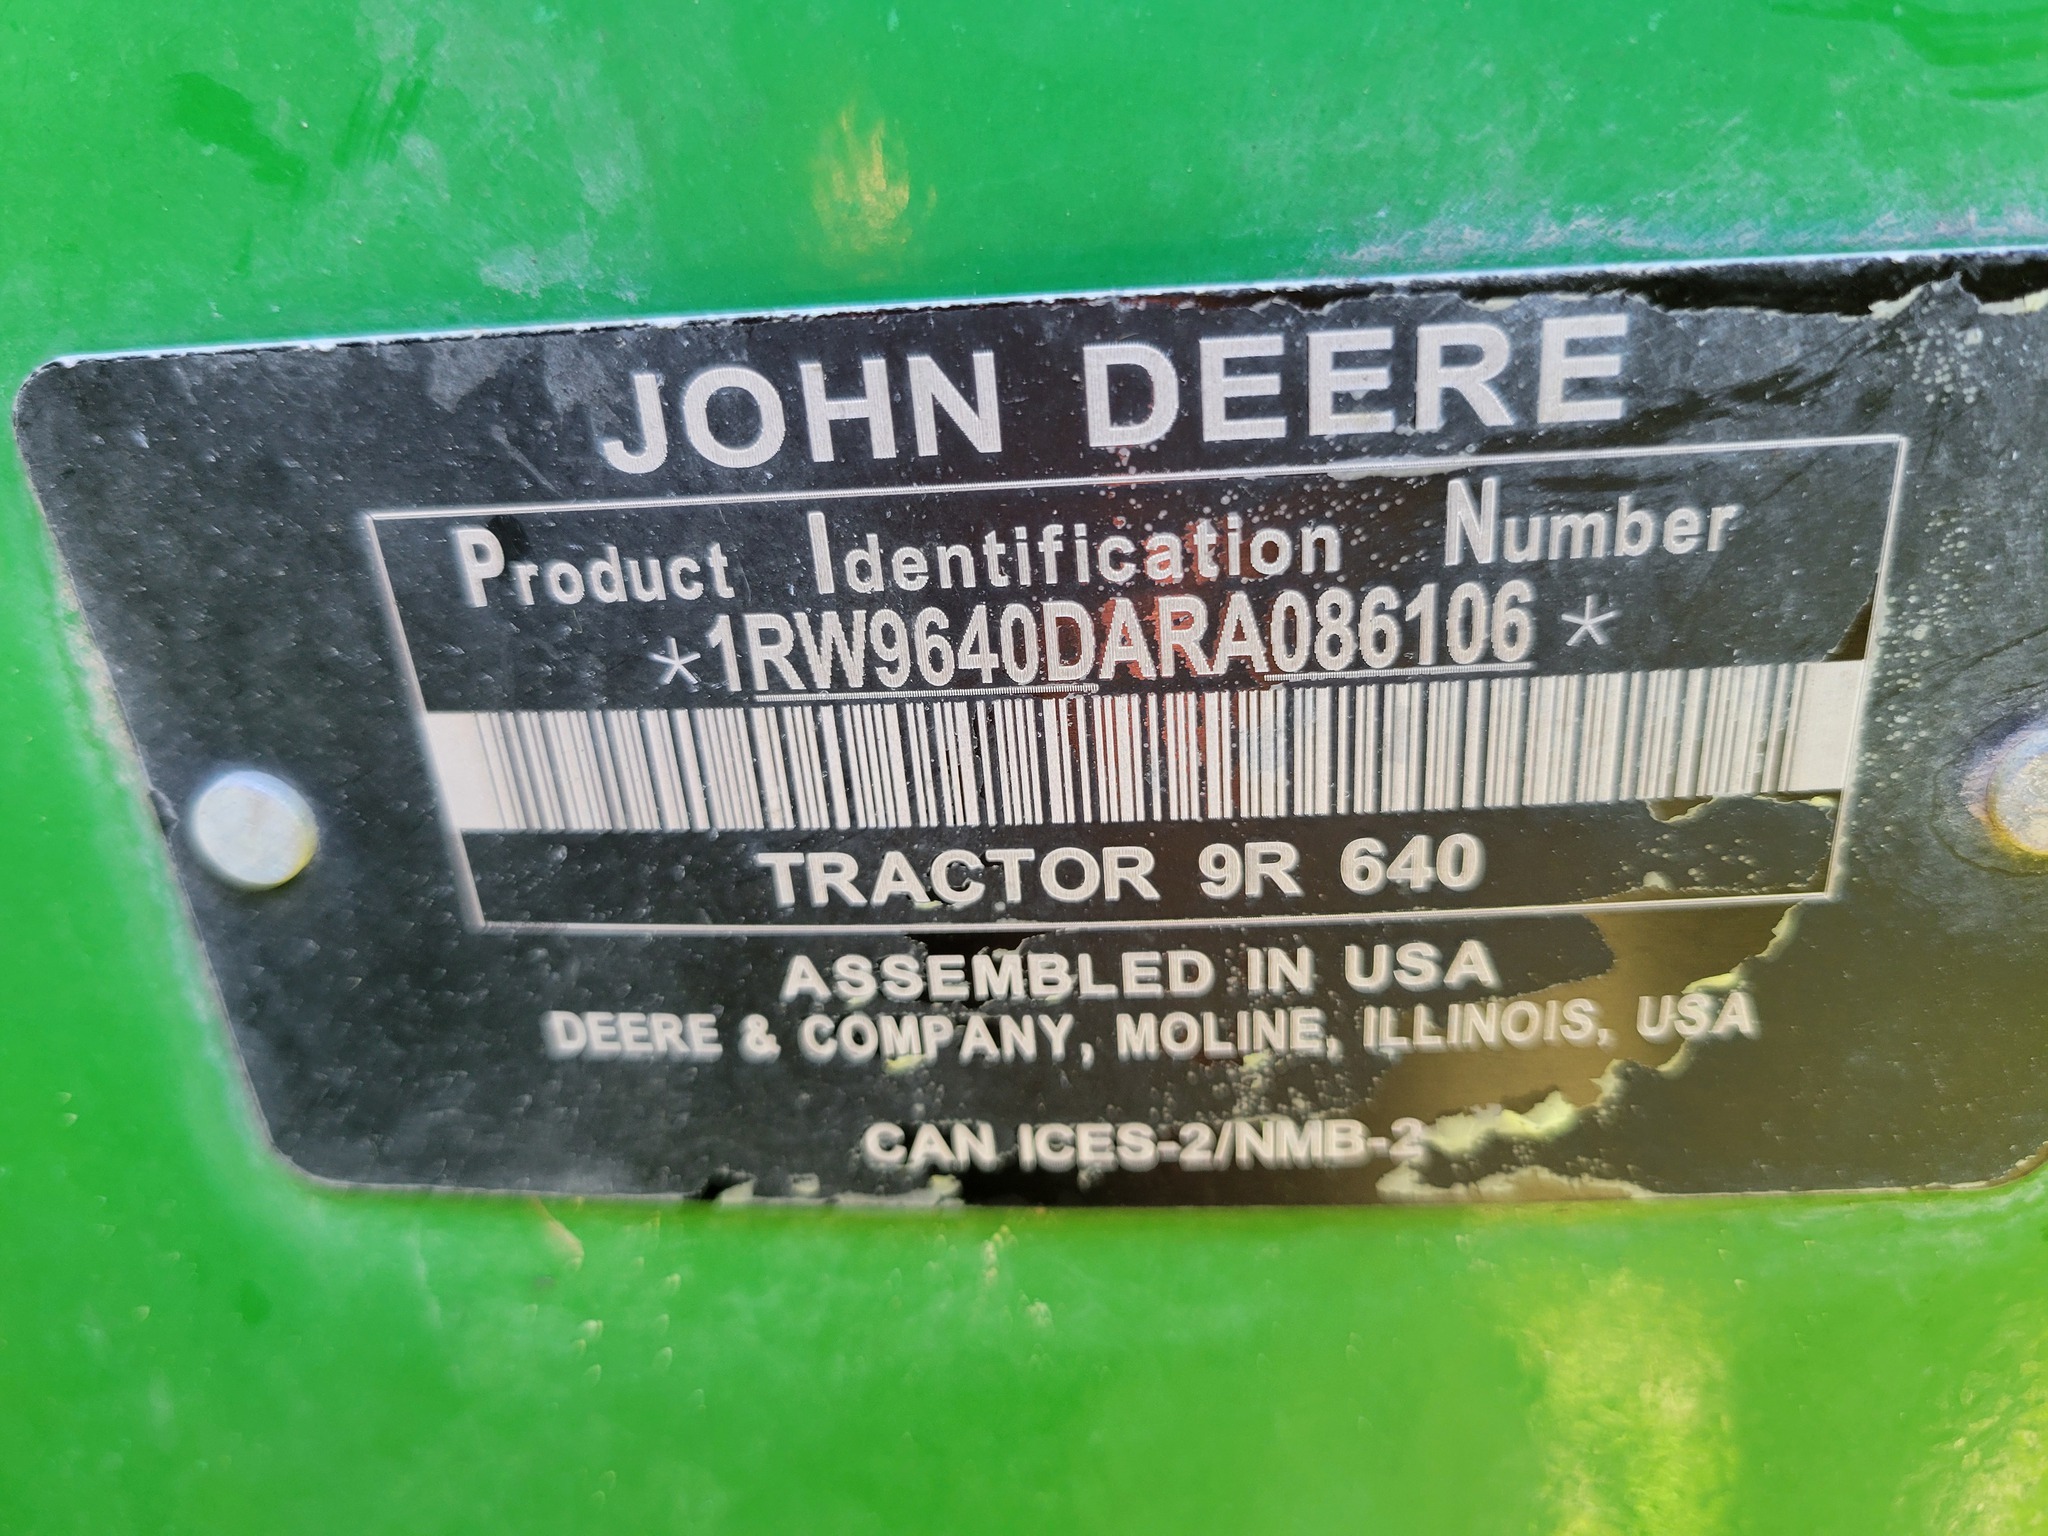 JOHN DEERE
Product Identification Number
*1RW9640DARA086106*
TRACTOR 9R 640
ASSEMBLED IN USA
DEERE & COMPANY, MOLINE, ILLINOIS, USA
CAN ICES-2/NMB-2